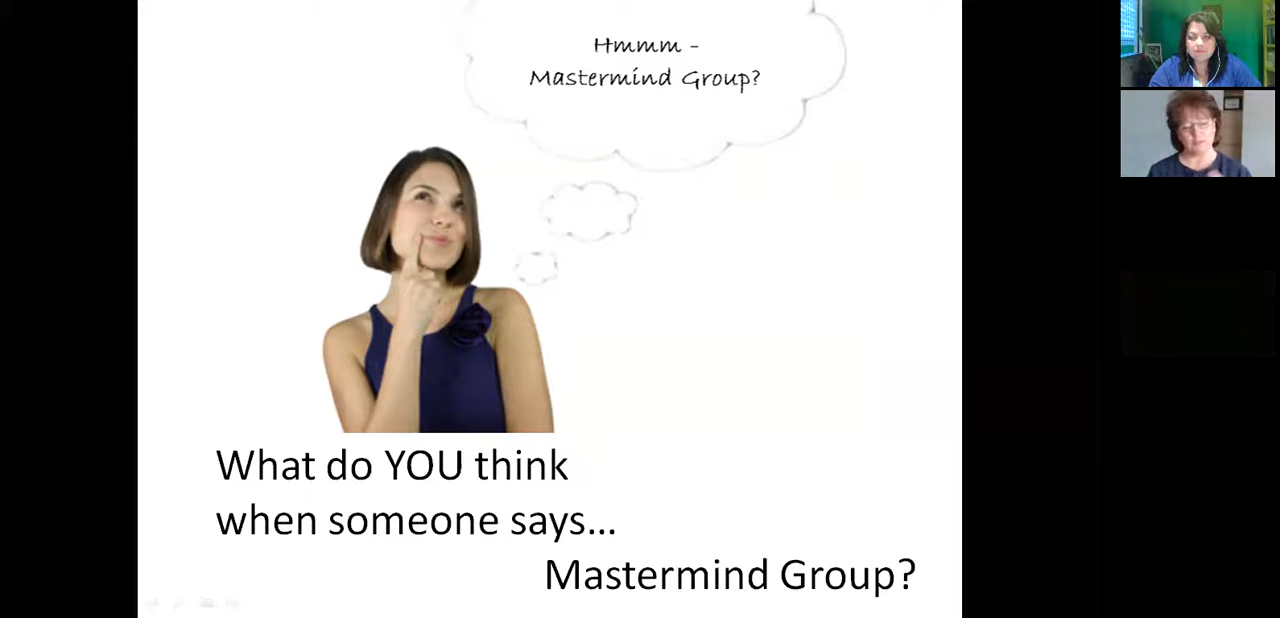 Hmmm -
Mastermind Group?
What do YOU think
when someone says...
Mastermind Group?